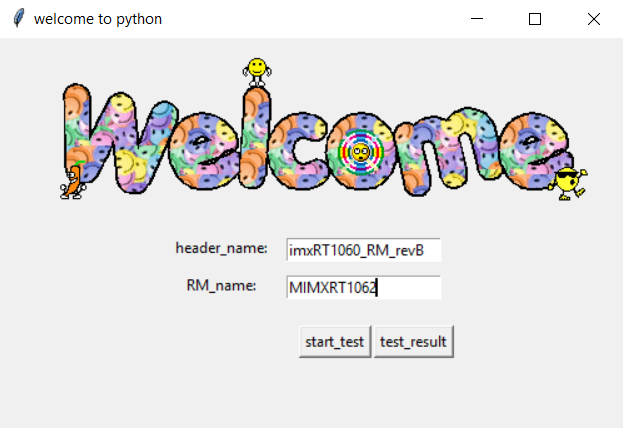 welcome to python
Welcome
header_name: imxRT1060_RM_revB
RM_name: MIMXRT1062
start_test test_result